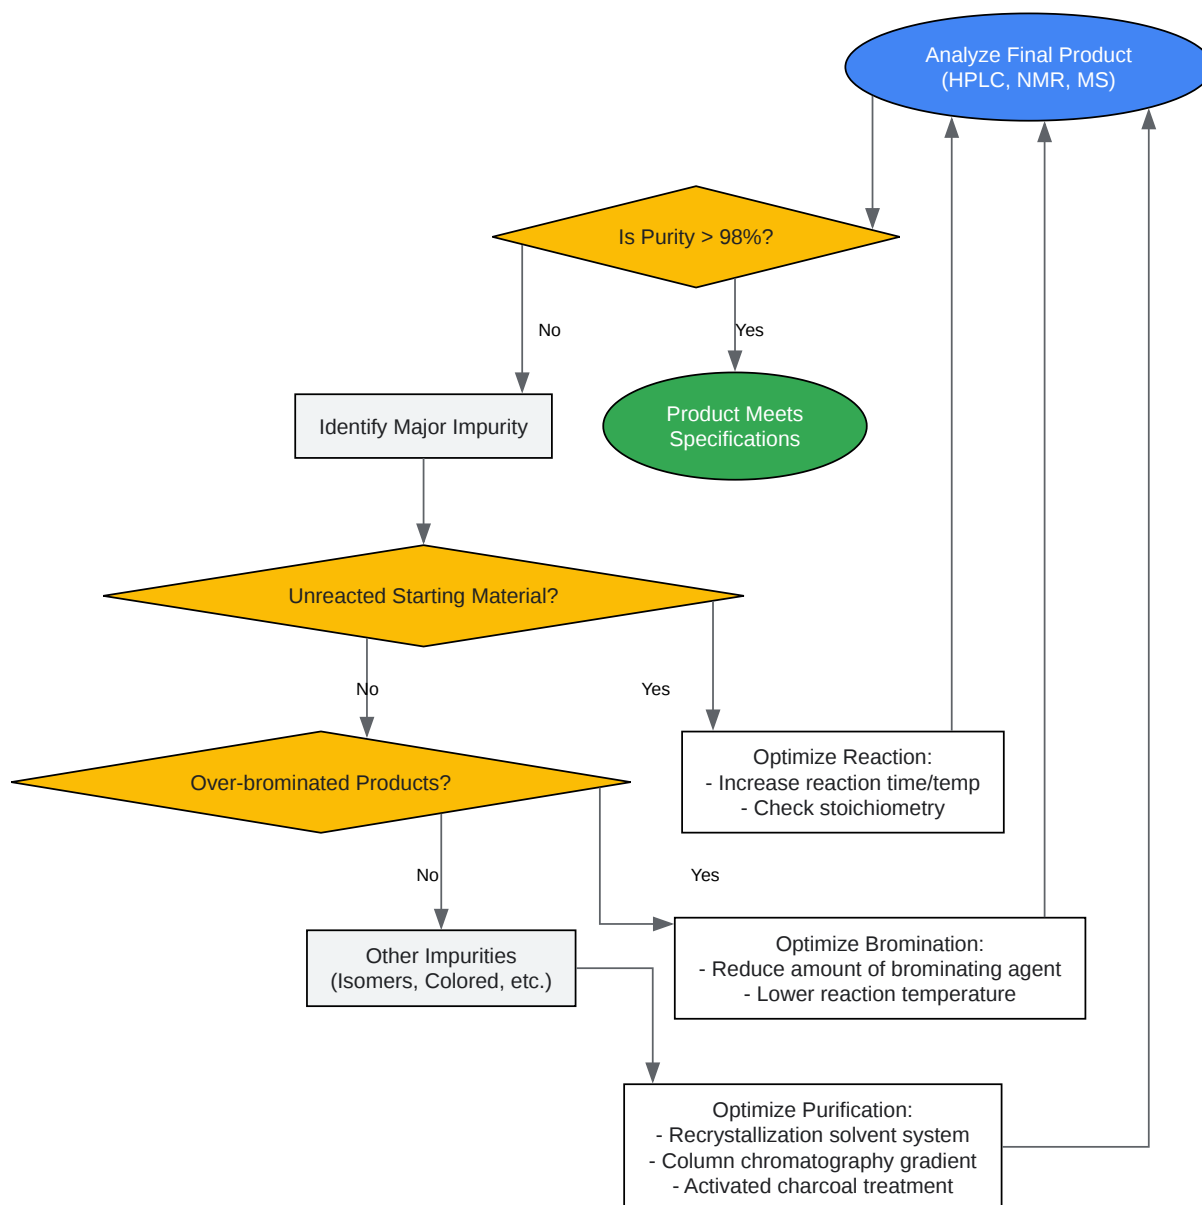 Analyze Final Product
(HPLC, NMR, MS)
Is Purity > 98%?
No
Yes
Identify Major Impurity
Product Meets
Specifications
Unreacted Starting Material?
No
Yes
Optimize Reaction:
- Increase reaction time/temp
- Check stoichiometry
Over-brominated Products?
No
Yes
Other Impurities
(Isomers, Colored, etc.)
Optimize Bromination:
- Reduce amount of brominating agent
- Lower reaction temperature
Optimize Purification:
- Recrystallization solvent system
- Column chromatography gradient
- Activated charcoal treatment